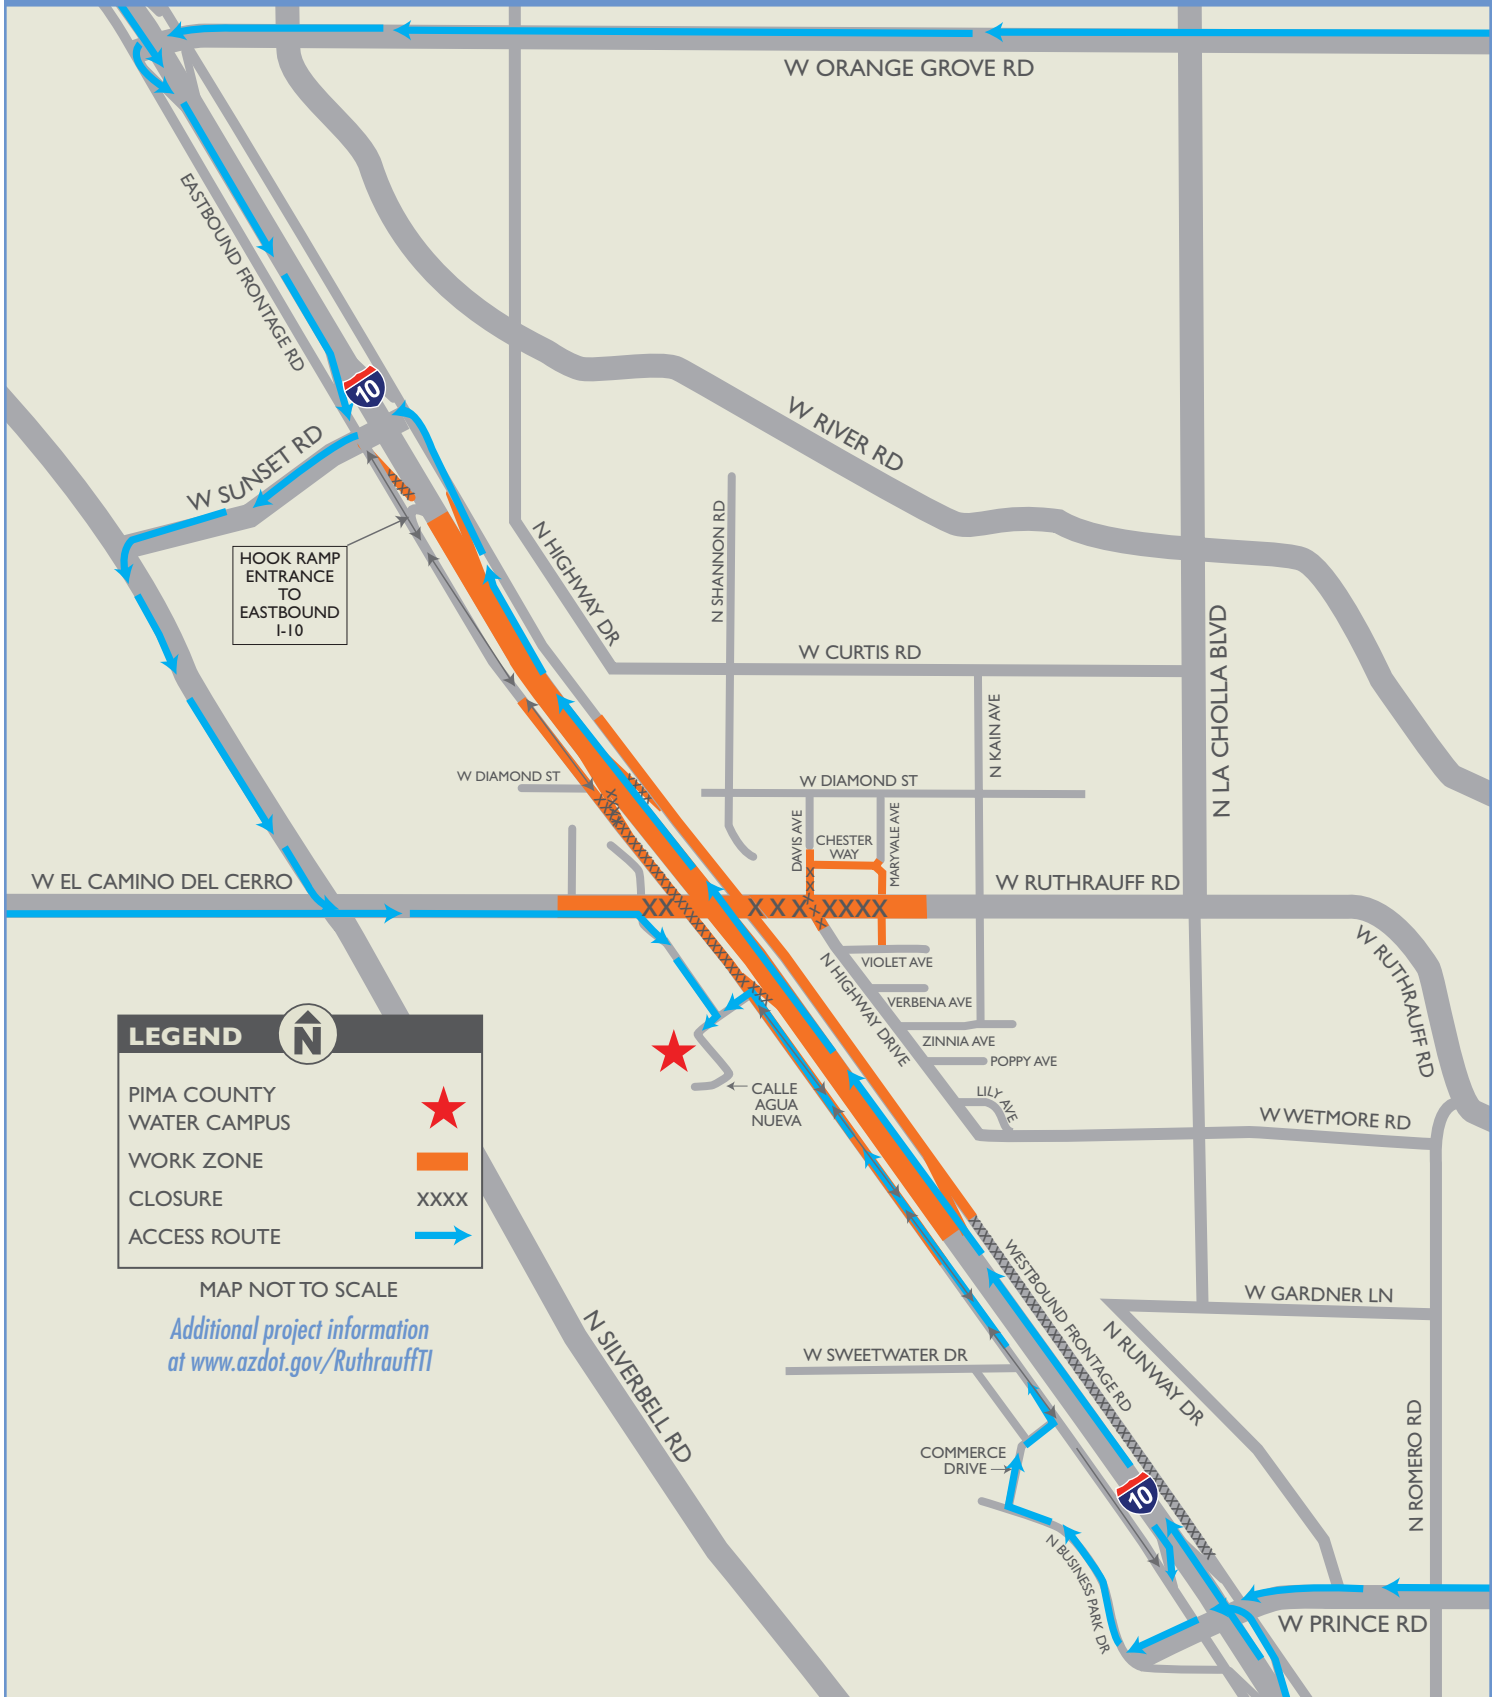 W ORANGE GROVE RD
EASTBOUND FRONTAGE RD
10
W RIVER RD
W SUNSET RD
XXXX
HOOK RAMP
ENTRANCE
TO
EASTBOUND
I-10
N HIGHWAY DR
N SHANNON RD
W CURTIS RD
N LA CHOLLA BLVD
N KAIN AVE
W DIAMOND ST
W DIAMOND ST
DAVIS AVE
CHESTER
WAY
MARYVALE AVE
W EL CAMINO DEL CERRO
XX
X X X XXXX
W RUTHRAUFF RD
W RUTHRAUFF RD
VIOLET AVE
N HIGHWAY DRIVE
VERBENA AVE
ZINNIA AVE
POPPY AVE
LILY AVE
CALLE
AGUA
NUEVA
W WETMORE RD
LEGEND
N
PIMA COUNTY
WATER CAMPUS
WORK ZONE
CLOSURE
XXXX
ACCESS ROUTE
MAP NOT TO SCALE
Additional project information
at www.azdot.gov/RuthrauffTI
N SILVERBELL RD
WESTBOUND FRONTAGE RD
W GARDNER LN
N RUNWAY DR
W SWEETWATER DR
N ROMERO RD
COMMERCE
DRIVE
10
N BUSINESS PARK DR
W PRINCE RD